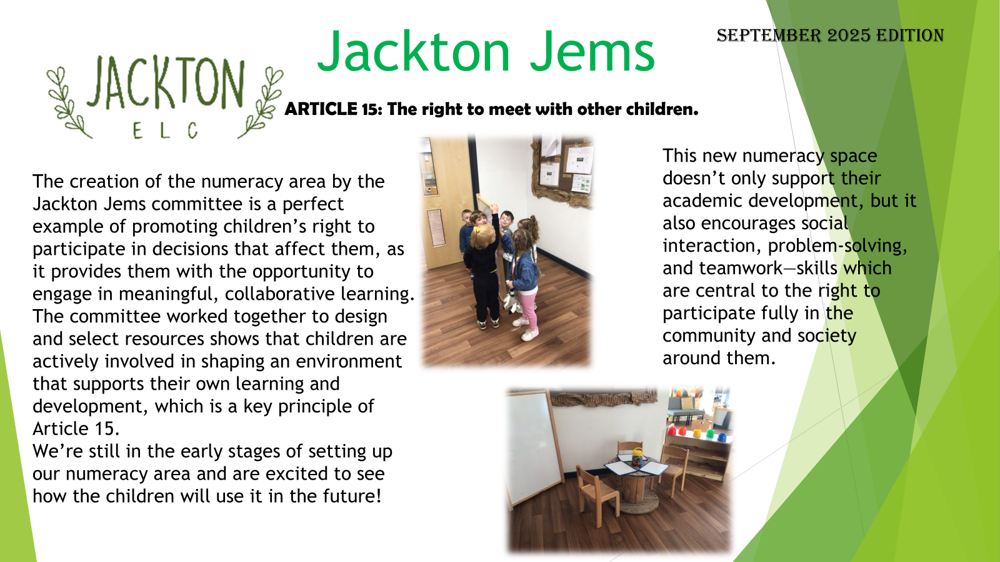 JACKTON
ELC
Jackton Jems
SEPTEMBER 2025 EDITION
ARTICLE 15: The right to meet with other children.
The creation of the numeracy area by the
Jackton Jems committee is a perfect
example of promoting children’s right to
participate in decisions that affect them, as
it provides them with the opportunity to
engage in meaningful, collaborative learning.
The committee worked together to design
and select resources shows that children are
actively involved in shaping an environment
that supports their own learning and
development, which is a key principle of
Article 15.
We’re still in the early stages of setting up
our numeracy area and are excited to see
how the children will use it in the future!
This new numeracy space
doesn’t only support their
academic development, but it
also encourages social
interaction, problem-solving,
and teamwork—skills which
are central to the right to
participate fully in the
community and society
around them.